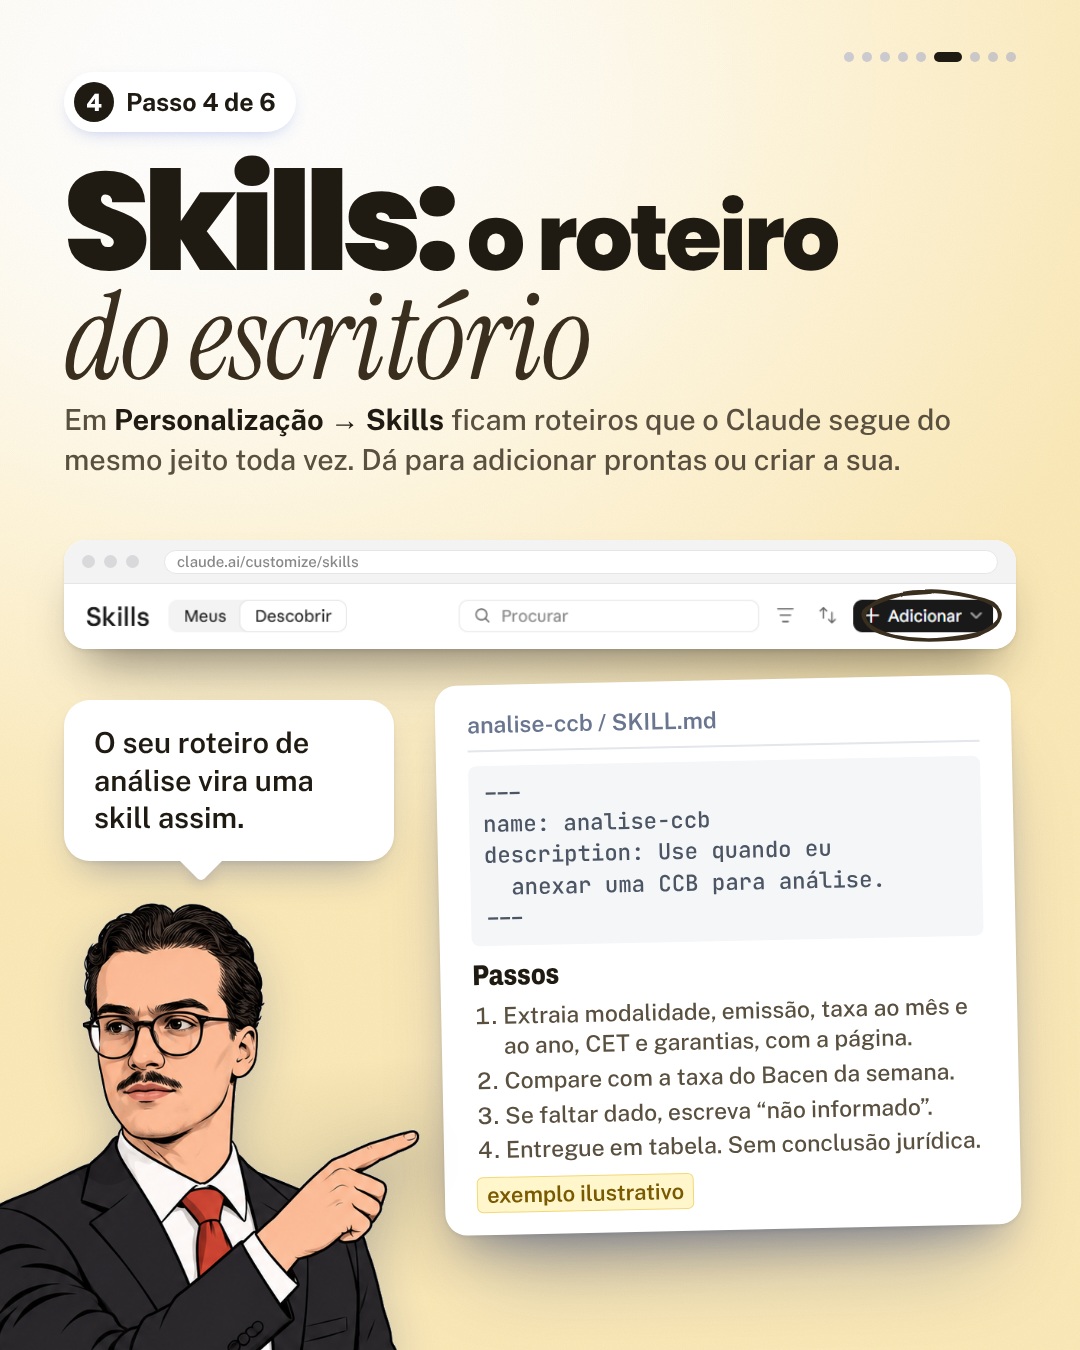 4 Passo 4 de 6
Skills: o roteiro
do escritório
Em Personalização → Skills ficam roteiros que o Claude segue do
mesmo jeito toda vez. Dá para adicionar prontas ou criar a sua.
claude.ai/customize/skills
Skills Meus Descobrir Procurar + Adicionar
O seu roteiro de
análise vira uma
skill assim.
analise-ccb / SKILL.md
---
name: analise-ccb
description: Use quando eu
anexar uma CCB para análise.
---
Passos
1. Extraia modalidade, emissão, taxa ao mês e
ao ano, CET e garantias, com a página.
2. Compare com a taxa do Bacen da semana.
3. Se faltar dado, escreva “não informado”.
4. Entregue em tabela. Sem conclusão jurídica.
exemplo ilustrativo